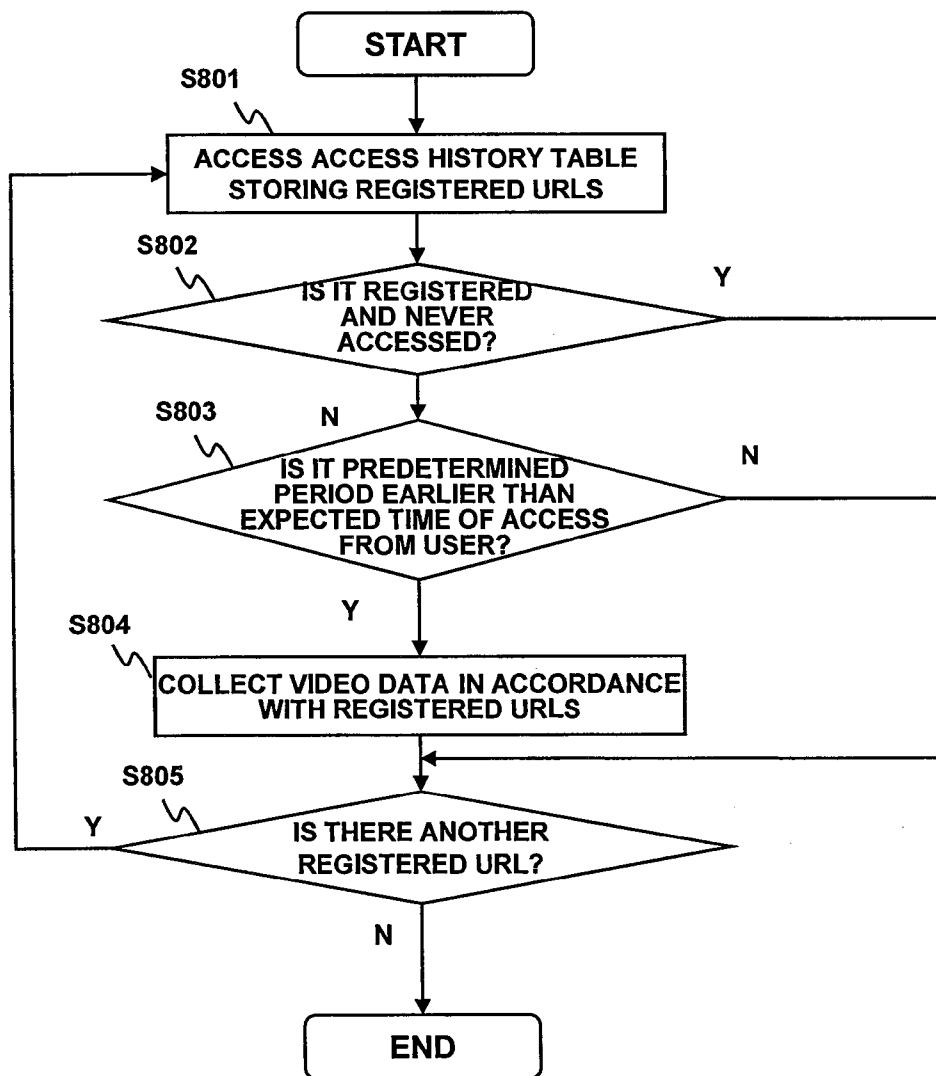 START
S801
ACCESS ACCESS HISTORY TABLE
STORING REGISTERED URLS
S802
IS IT REGISTERED
AND NEVER
ACCESSED?
Y
N
S803
IS IT PREDETERMINED
PERIOD EARLIER THAN
EXPECTED TIME OF ACCESS
FROM USER?
N
Y
S804
COLLECT VIDEO DATA IN ACCORDANCE
WITH REGISTERED URLS
S805
Y
IS THERE ANOTHER
REGISTERED URL?
N
END